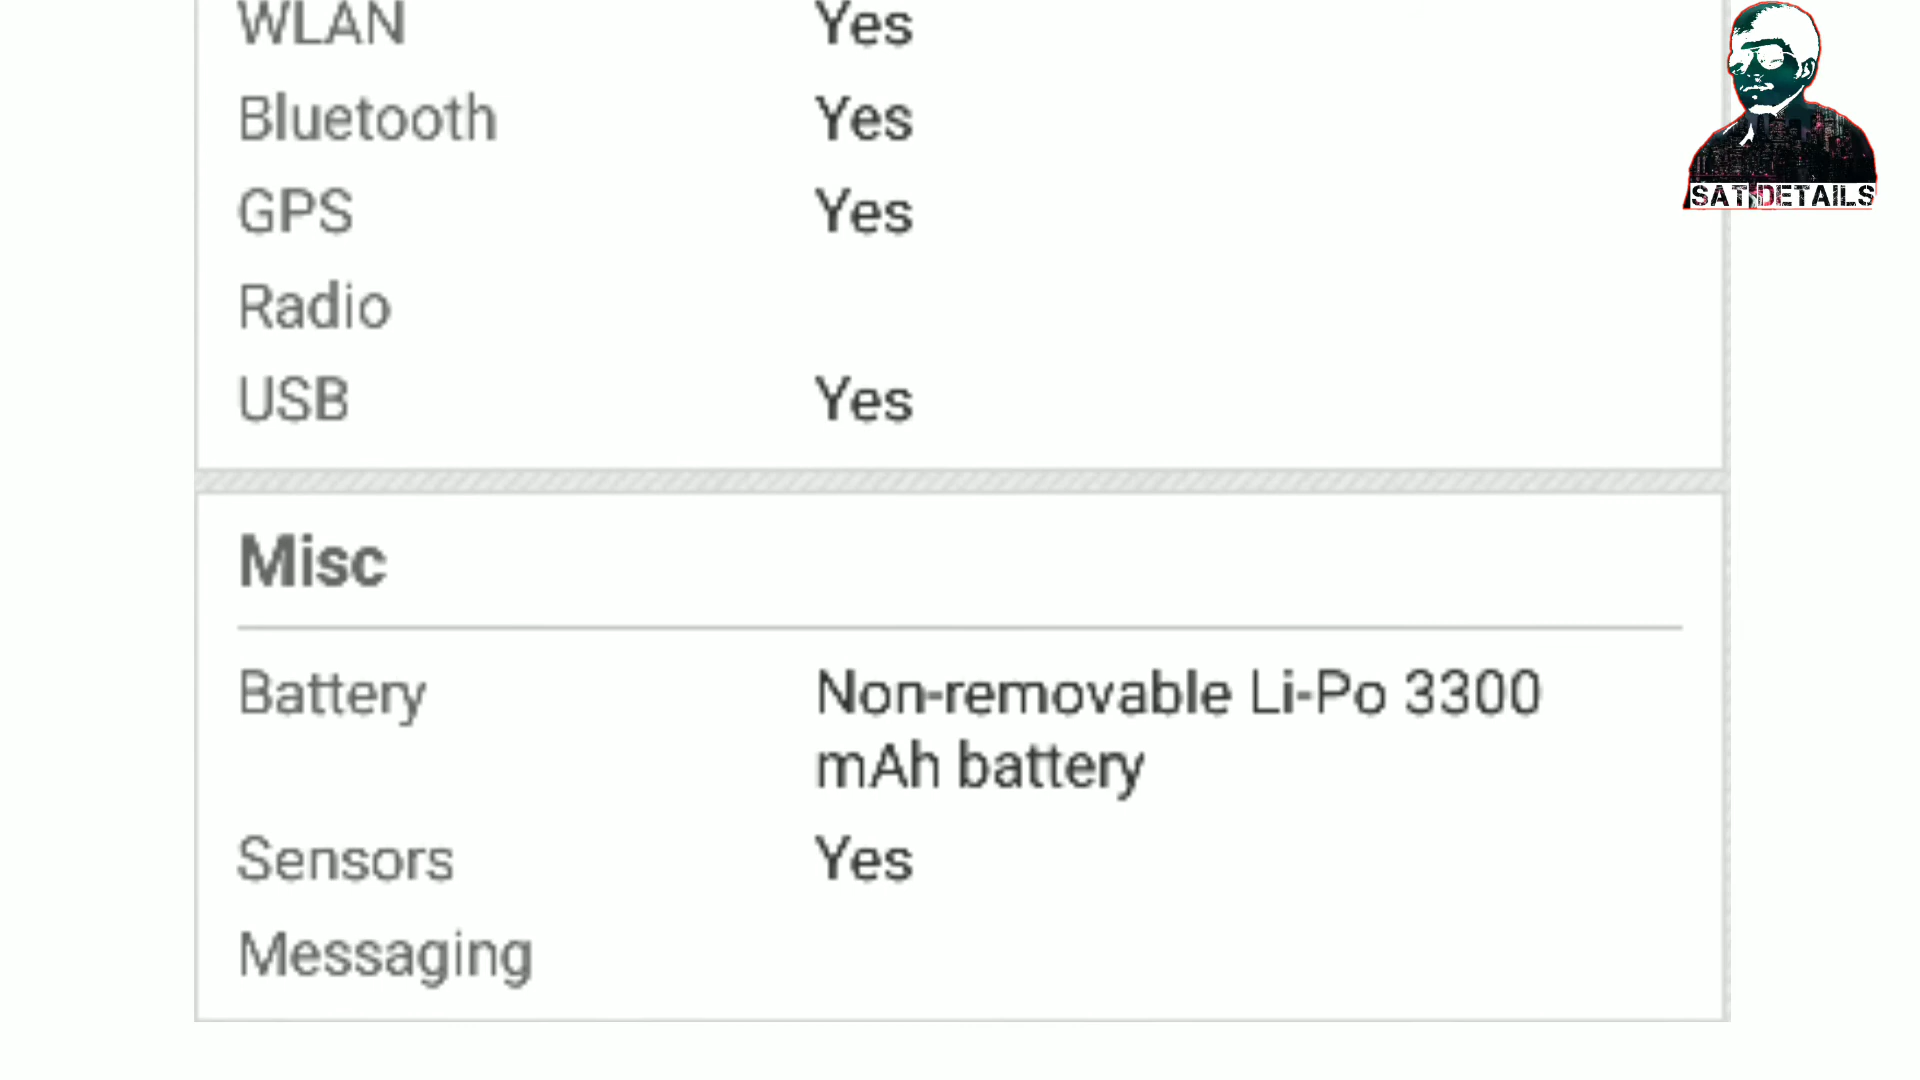 WLAN Yes
Bluetooth Yes
GPS Yes
Radio
USB Yes
Misc
Battery Non-removable Li-Po 3300
mAh battery
Sensors Yes
Messaging
SAT DETAILS